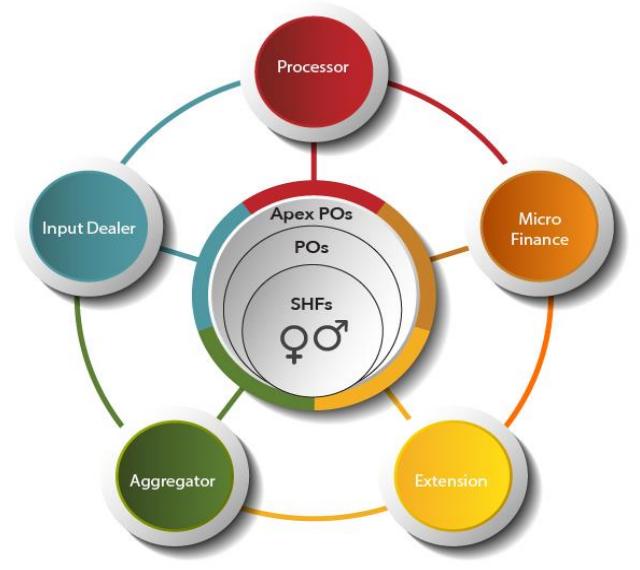 Processor
Input Dealer
Micro
Finance
Apex POs
POs
SHFs
Aggregator
Extension